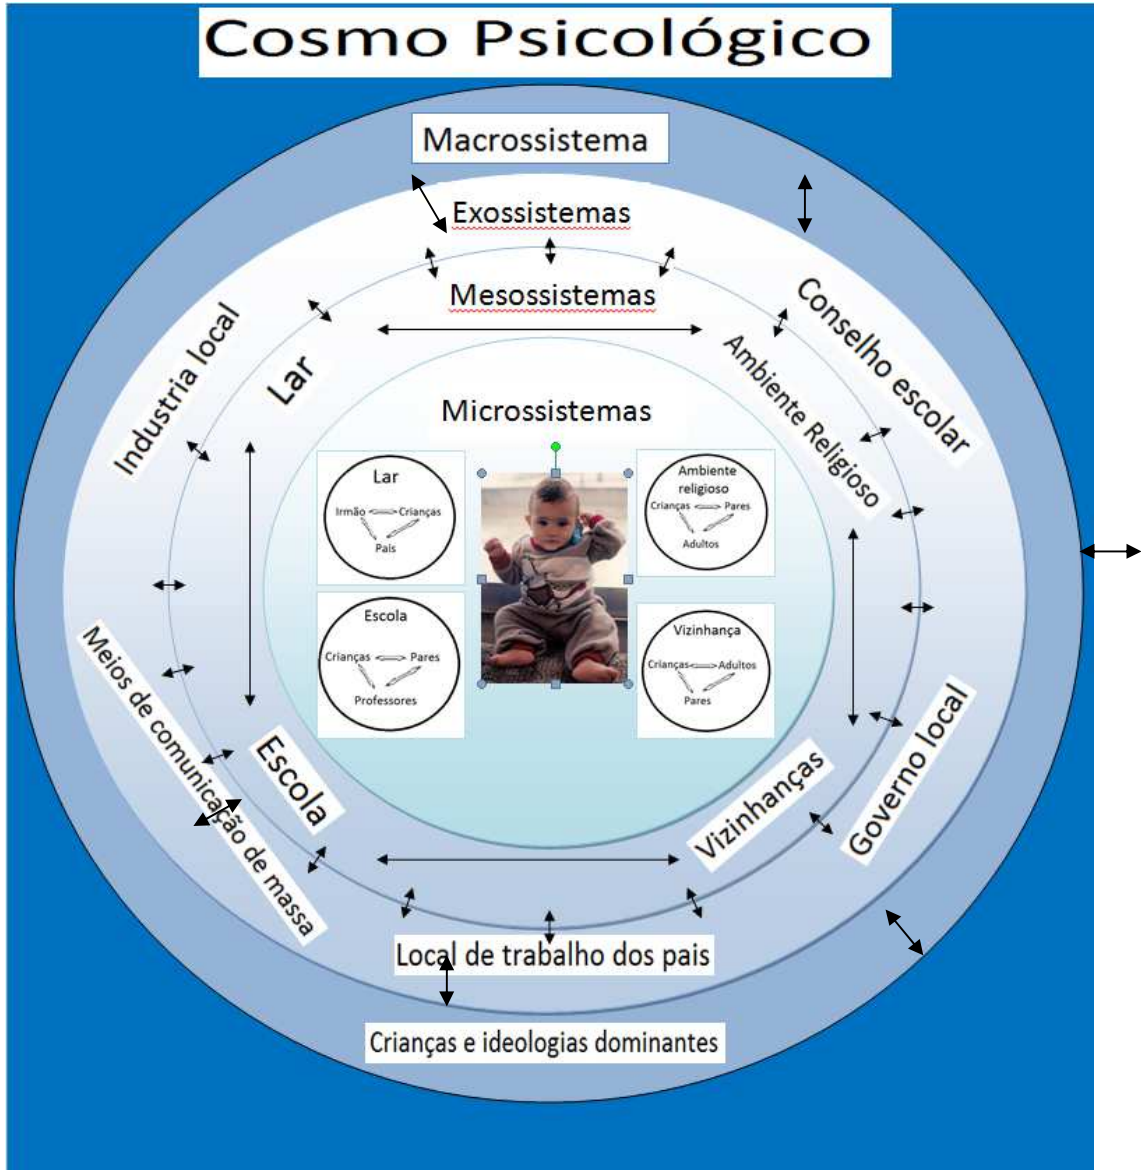 Cosmo Psicológico
Macrossistema
Exossistemas
Mesossistemas
Microssistemas
Industria local
Lar
Ambiente Religioso
Conselho escolar
Lar
Irmão
Crianças
Pais
Ambiente
religioso
Crianças
Pares
Adultos
Escola
Crianças
Pares
Professores
Vizinhança
Crianças
Adultos
Pares
Meios de comunicação de massa
Escola
Vizinhanças
Governo local
Local de trabalho dos pais
Crianças e ideologias dominantes